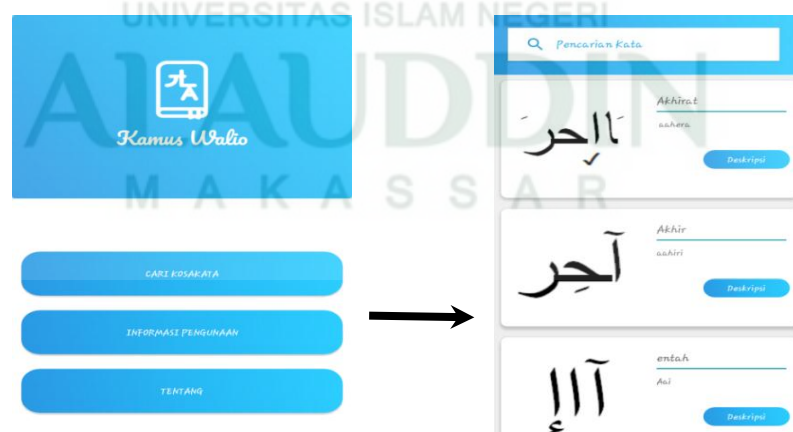 UNIVERSITAS ISLAM NEGERI
ALAUDDIN
MAKASSAR
Kamus Walio
CARI KOSAKATA
INFORMASI PENGUNAAN
TENTANG
Pencarian Kata
Akhirat
aahera
Deskripsi
Akhir
آحِر
aahiri
Deskripsi
entah
Aai
Deskripsi